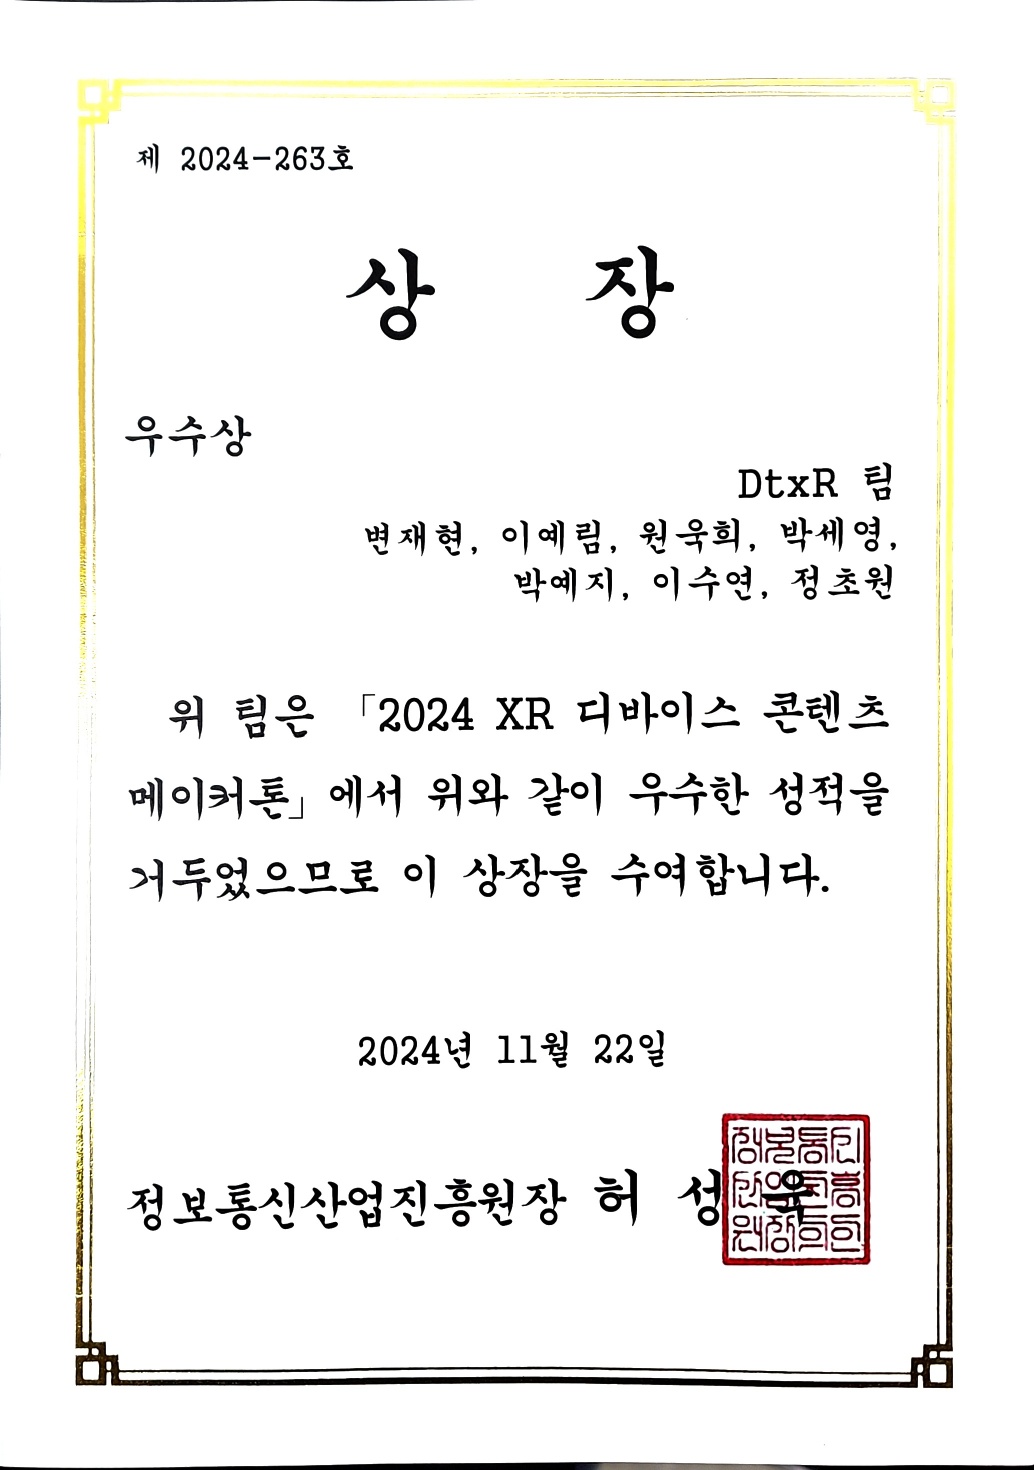 제 2024-263호
상 장
우수상
DtxR 팀
변재현, 이예림, 원욱희, 박세영,
박예지, 이수연, 정초원
위 팀은 「2024 XR 디바이스 콘텐츠
메이커톤」에서 위와 같이 우수한 성적을
거두었으므로 이 상장을 수여합니다.
2024년 11월 22일
정보통신산업진흥원장 허 성 욱